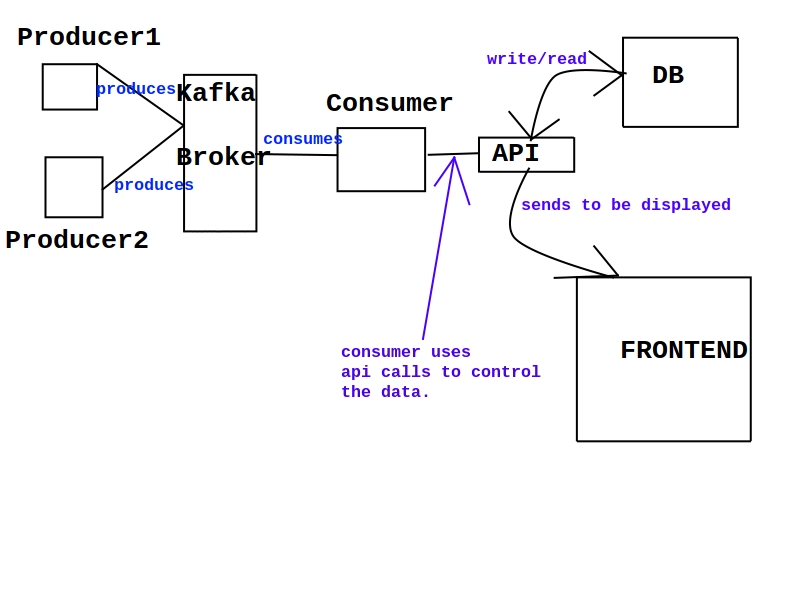 Producer1
produces
Kafka
Broker
produces
Producer2
consumes
Consumer
write/read
DB
API
sends to be displayed
consumer uses
api calls to control
the data.
FRONTEND